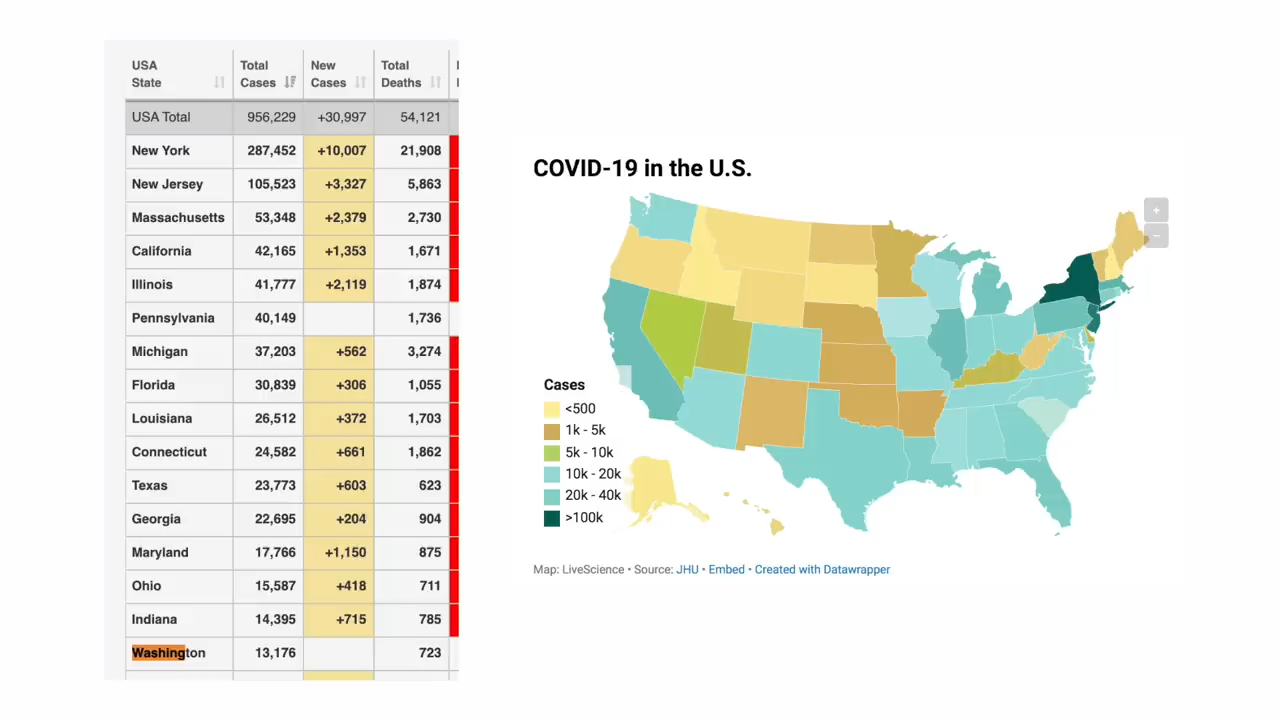 USA State Total Cases New Cases Total Deaths
USA Total 956,229 +30,997 54,121
New York 287,452 +10,007 21,908
New Jersey 105,523 +3,327 5,863
Massachusetts 53,348 +2,379 2,730
California 42,165 +1,353 1,671
Illinois 41,777 +2,119 1,874
Pennsylvania 40,149 1,736
Michigan 37,203 +562 3,274
Florida 30,839 +306 1,055
Louisiana 26,512 +372 1,703
Connecticut 24,582 +661 1,862
Texas 23,773 +603 623
Georgia 22,695 +204 904
Maryland 17,766 +1,150 875
Ohio 15,587 +418 711
Indiana 14,395 +715 785
Washington 13,176 723
COVID-19 in the U.S.
+
−
Cases
<500
1k - 5k
5k - 10k
10k - 20k
20k - 40k
>100k
Map: LiveScience • Source: JHU • Embed • Created with Datawrapper